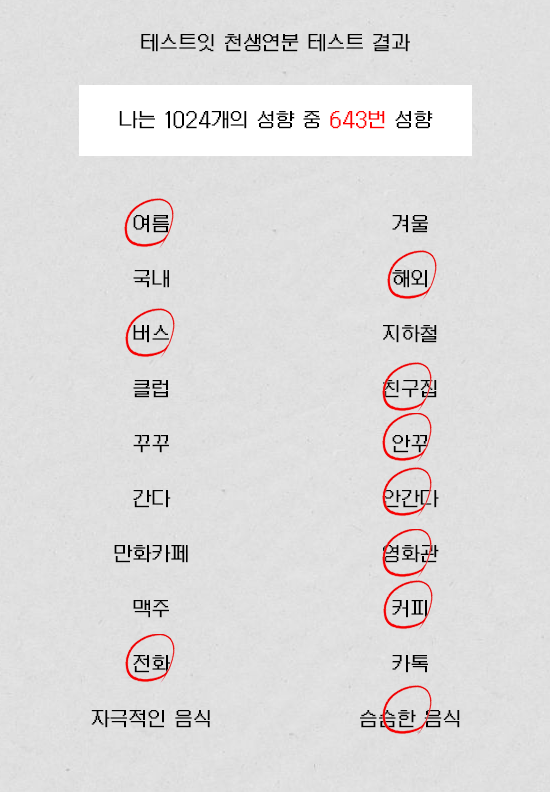 테스트잇 천생연분 테스트 결과
나는 1024개의 성향 중 643번 성향
여름 겨울
국내 해외
버스 지하철
클럽 친구집
꾸꾸 안꾸
간다 안간다
만화카페 영화관
맥주 커피
전화 카톡
자극적인 음식 슴슴한 음식